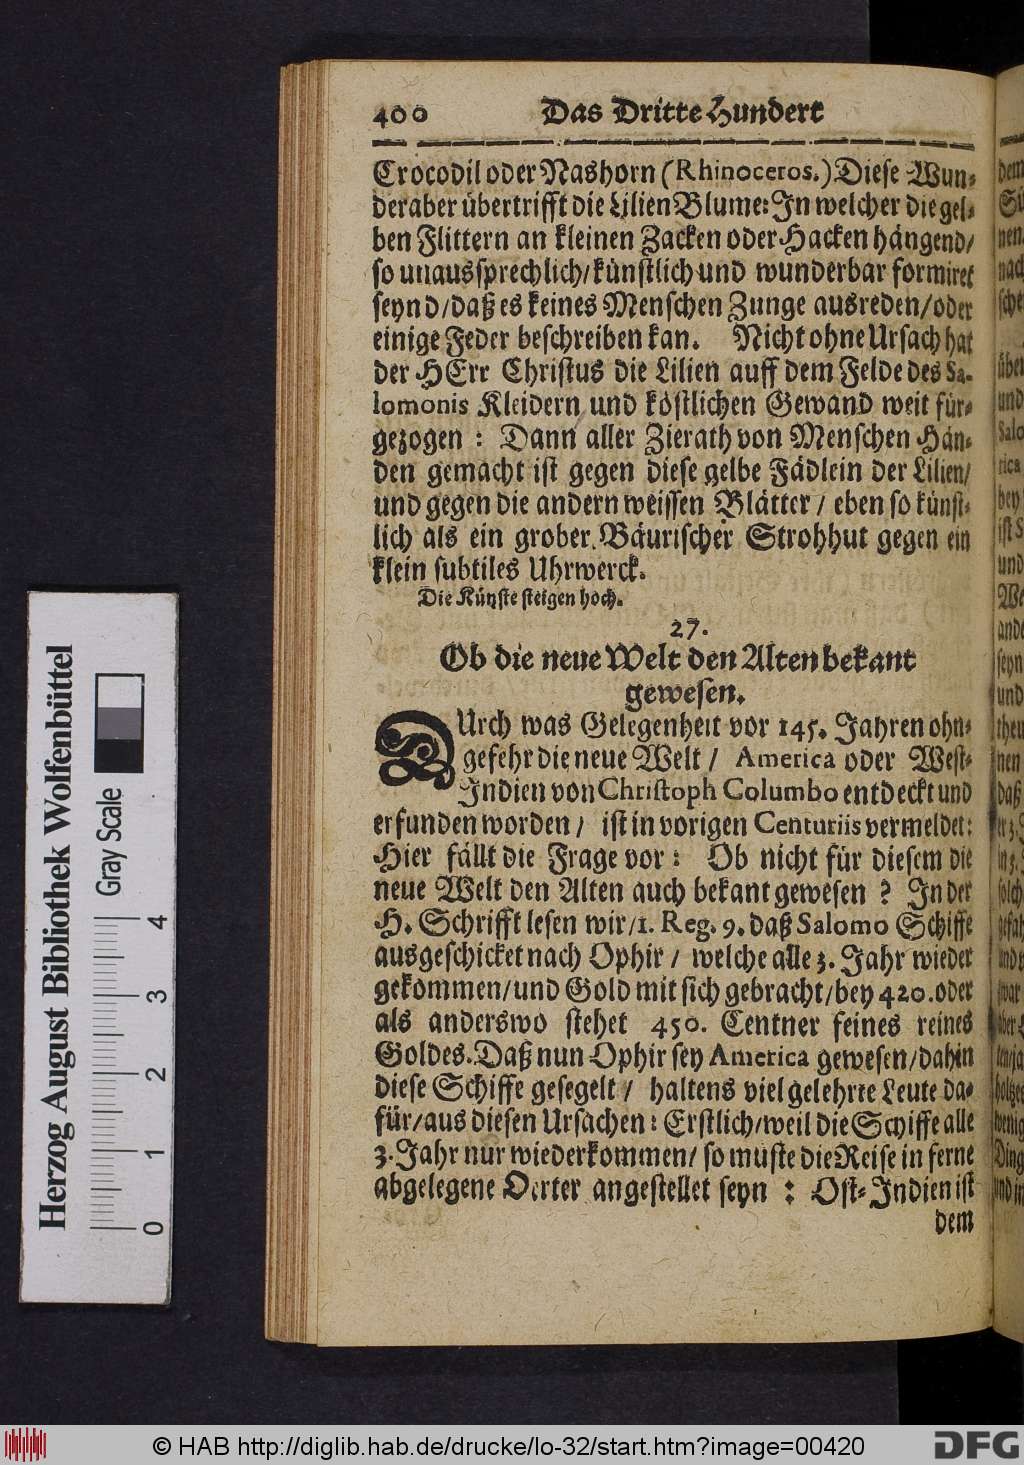 400 Das Dritte Hundert
Crocodil oder Nashorn (Rhinoceros.) Diese Wun-
der aber übertrifft die Lilien Blume: In welcher die gel-
ben Flittern an kleinen Zacken oder Hacken hängend/
so unaussprechlich/ künstlich und wunderbar formiret
seynd/ daß es keines Menschen Zunge ausreden/ oder
einige Feder beschreiben kan. Nicht ohne Ursach hat
der HErr Christus die Lilien auff dem Felde des Sa-
lomonis Kleidern und köstlichen Gewand weit für-
gezogen : Dann aller Zierath von Menschen Hän-
den gemacht ist gegen diese gelbe Fädlein der Lilien/
und gegen die andern weissen Blätter / eben so künst-
lich als ein grober Bäurischer Strohhut gegen ein
klein subtiles Uhrwerck.
Die Künste steigen hoch.
27.
Ob die neue Welt den Alten bekant
gewesen.
DUrch was Gelegenheit vor 145. Jahren ohn-
gefehr die neue Welt / America oder West-
Indien von Christoph Columbo entdeckt und
erfunden worden / ist in vorigen Centuriis vermeldet:
Hier fällt die Frage vor : Ob nicht für diesem die
neue Welt den Alten auch bekant gewesen ? In der
H. Schrifft lesen wir/ 1. Reg. 9. daß Salomo Schiffe
ausgeschicket nach Ophir / welche alle 3. Jahr wieder
gekommen/ und Gold mit sich gebracht/ bey 420. oder
als anderswo stehet 450. Centner feines reines
Goldes. Daß nun Ophir sey America gewesen/ dahin
diese Schiffe gesegelt / haltens viel gelehrte Leute da-
für/ aus diesen Ursachen : Erstlich/ weil die Schiffe alle
3. Jahr nur wiederkommen/ so muste die Reise in ferne
abgelegene Oerter angestellet seyn : Ost-Indien ist
dem
Herzog August Bibliothek Wolfenbüttel
Gray Scale
0 1 2 3 4
© HAB http://diglib.hab.de/drucke/lo-32/start.htm?image=00420
DFG